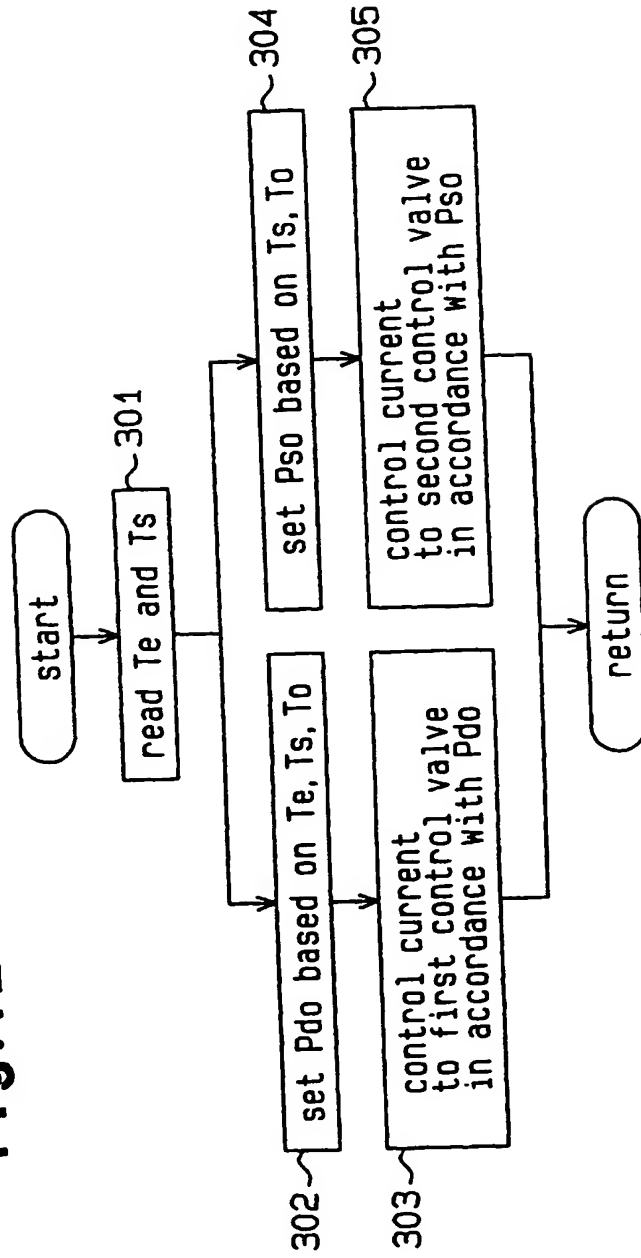 start
read Te and Ts
301
set Pdo based on Te, Ts, To
302
control current
to first control valve
in accordance with Pdo
303
set Pso based on Ts, To
304
control current
to second control valve
in accordance with Pso
305
return